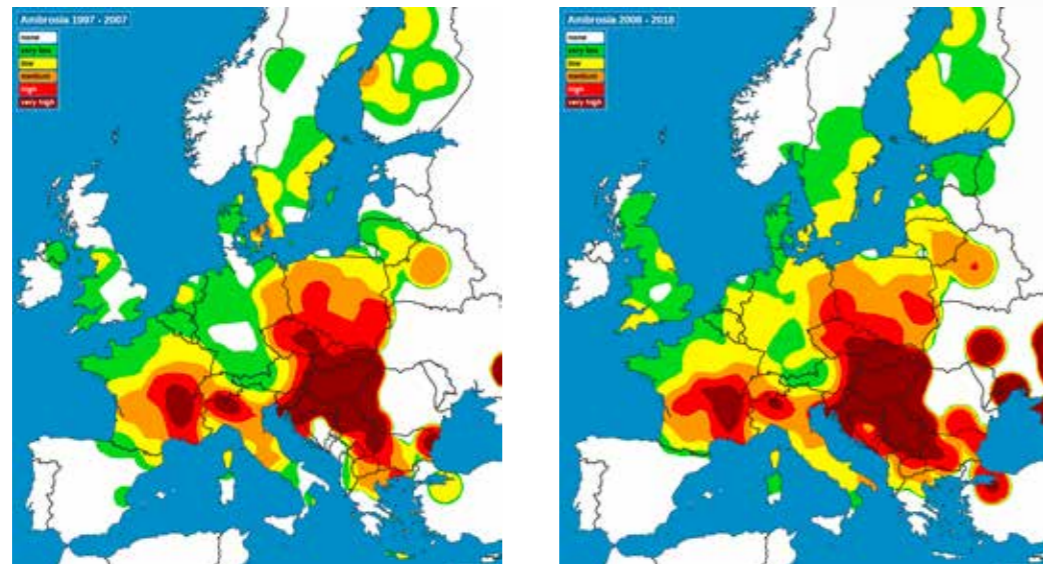 Ambrosia 1997 - 2007
none
very low
low
medium
high
very high
Ambrosia 2008 - 2018
none
very low
low
medium
high
very high